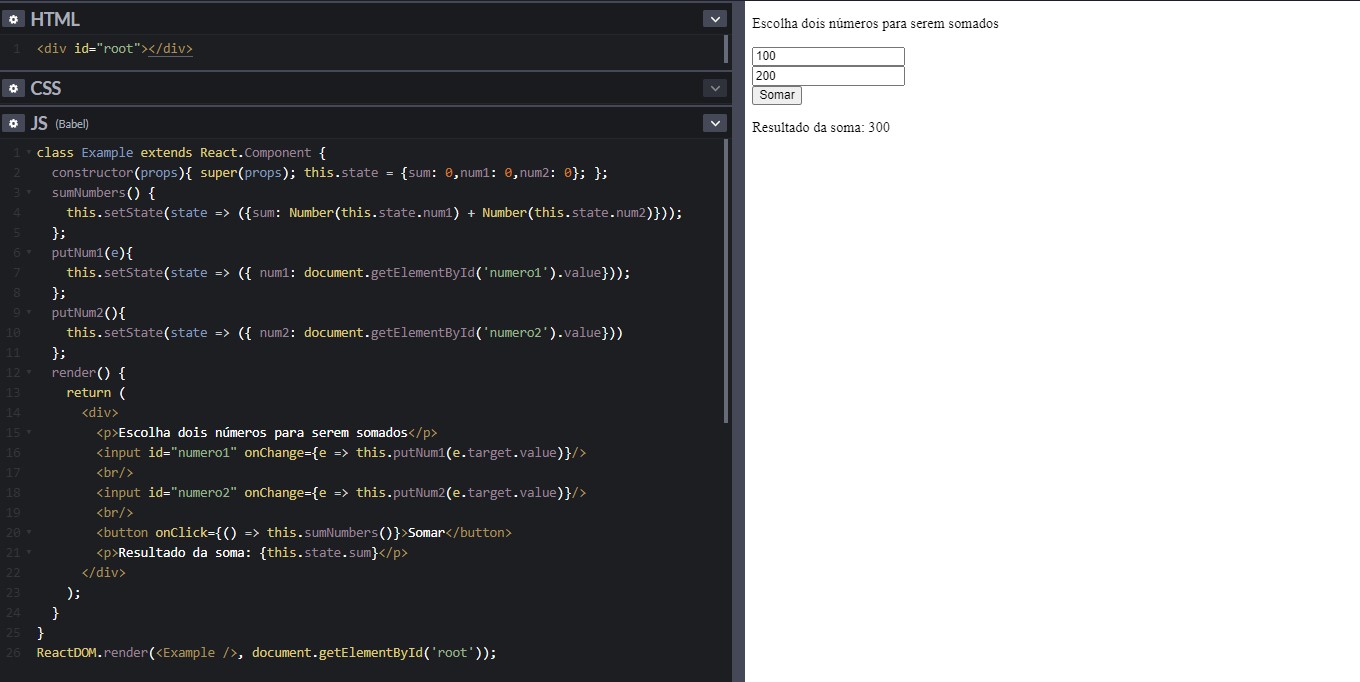 HTML
1 <div id="root"></div>
CSS
JS (Babel)
1 class Example extends React.Component {
2 constructor(props){ super(props); this.state = {sum: 0,num1: 0,num2: 0}; };
3 sumNumbers() {
4 this.setState(state => ({sum: Number(this.state.num1) + Number(this.state.num2)}));
5 };
6 putNum1(e){
7 this.setState(state => ({ num1: document.getElementById('numero1').value}));
8 };
9 putNum2(){
10 this.setState(state => ({ num2: document.getElementById('numero2').value}))
11 };
12 render() {
13 return (
14 <div>
15 <p>Escolha dois números para serem somados</p>
16 <input id="numero1" onChange={e => this.putNum1(e.target.value)}/>
17 <br/>
18 <input id="numero2" onChange={e => this.putNum2(e.target.value)}/>
19 <br/>
20 <button onClick={() => this.sumNumbers()}>Somar</button>
21 <p>Resultado da soma: {this.state.sum}</p>
22 </div>
23 );
24 }
25 }
26 ReactDOM.render(<Example />, document.getElementById('root'));
Escolha dois números para serem somados
100
200
Somar
Resultado da soma: 300